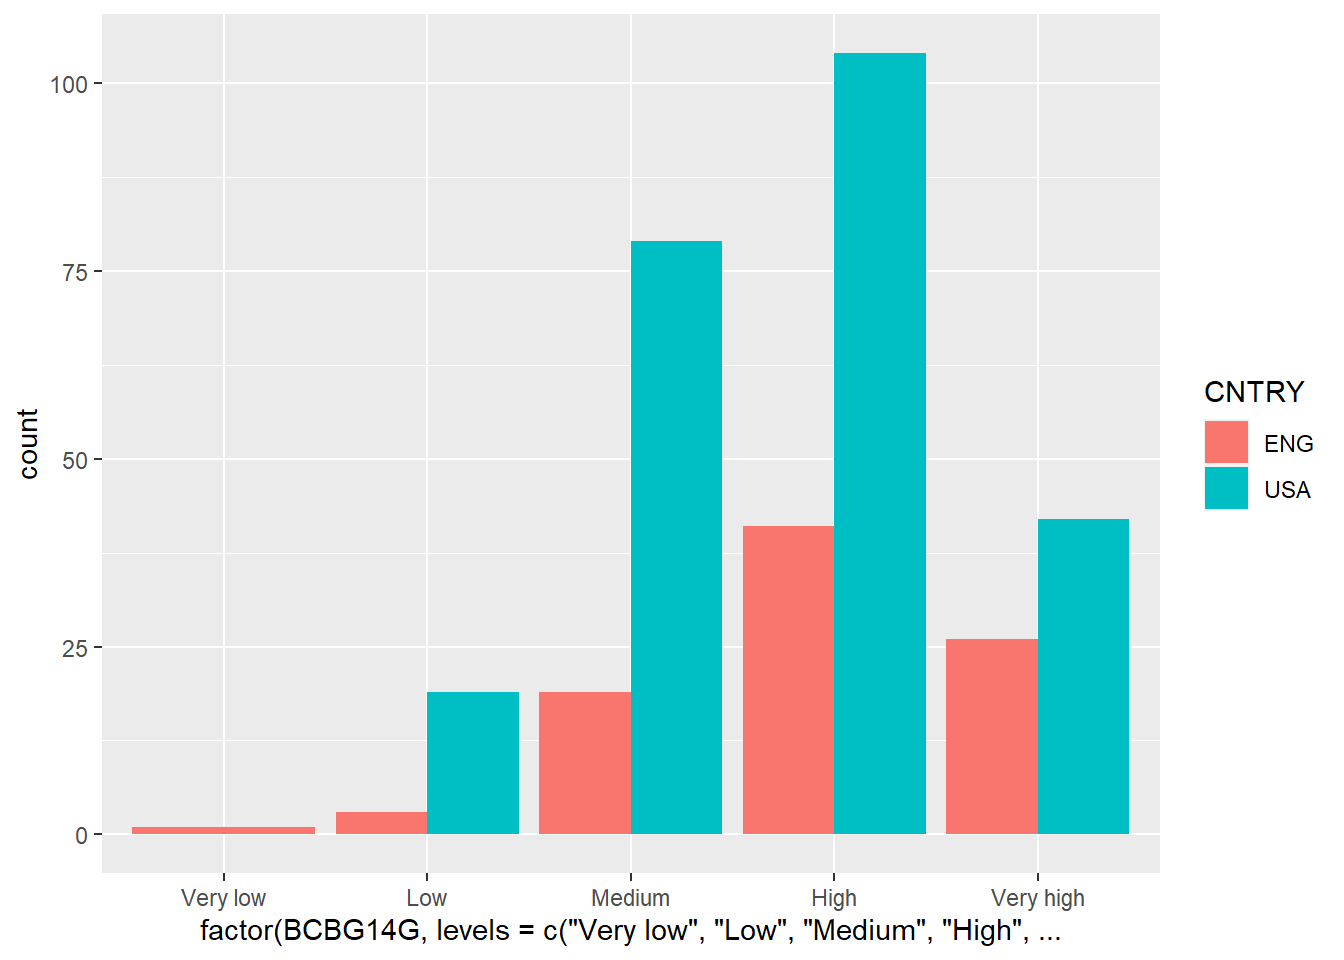 100
75
50
25
0
count
Very low Low Medium High Very high
factor(BCBG14G, levels = c("Very low", "Low", "Medium", "High", ...
CNTRY
ENG
USA